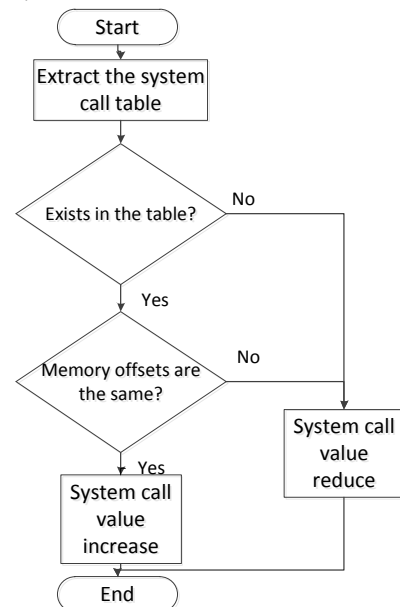 Start
Extract the system
call table
Exists in the table?
No
Yes
Memory offsets are
the same?
No
Yes
System call
value
reduce
System call
value
increase
End